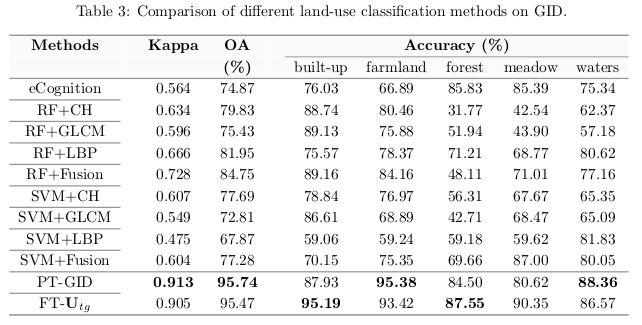 Table 3: Comparison of different land-use classification methods on GID.
Methods Kappa OA Accuracy (%)
(%) built-up farmland forest meadow waters
eCognition 0.564 74.87 76.03 66.89 85.83 85.39 75.34
RF+CH 0.634 79.83 88.74 80.46 31.77 42.54 62.37
RF+GLCM 0.596 75.43 89.13 75.88 51.94 43.90 57.18
RF+LBP 0.666 81.95 75.57 78.37 71.21 68.77 80.62
RF+Fusion 0.728 84.75 89.16 84.16 48.11 71.01 77.16
SVM+CH 0.607 77.69 78.84 76.97 56.31 67.67 65.35
SVM+GLCM 0.549 72.81 86.61 68.89 42.71 68.47 65.09
SVM+LBP 0.475 67.87 59.06 59.24 59.18 59.62 81.83
SVM+Fusion 0.604 77.28 70.15 75.35 69.66 87.00 80.05
PT-GID 0.913 95.74 87.93 95.38 84.50 80.62 88.36
FT-Utg 0.905 95.47 95.19 93.42 87.55 90.35 86.57